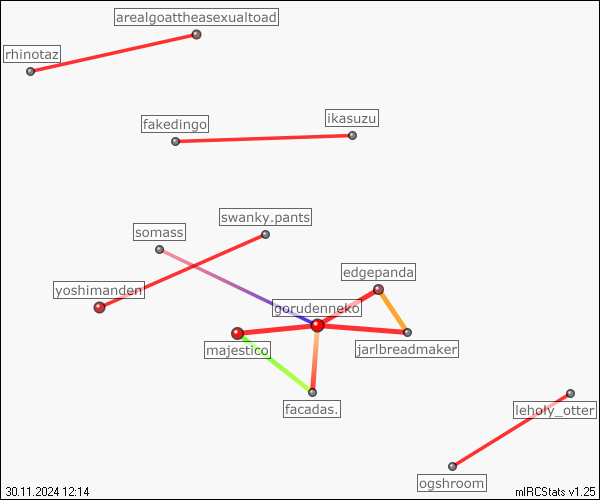 arealgoattheasexualtoad
rhinotaz
fakedingo
ikasuzu
swanky.pants
somass
edgepanda
yoshimanden
gorudenneko
majestico
jarlbreadmaker
facadas.
leholy_otter
ogshroom
30.11.2024 12:14
mIRCStats v1.25